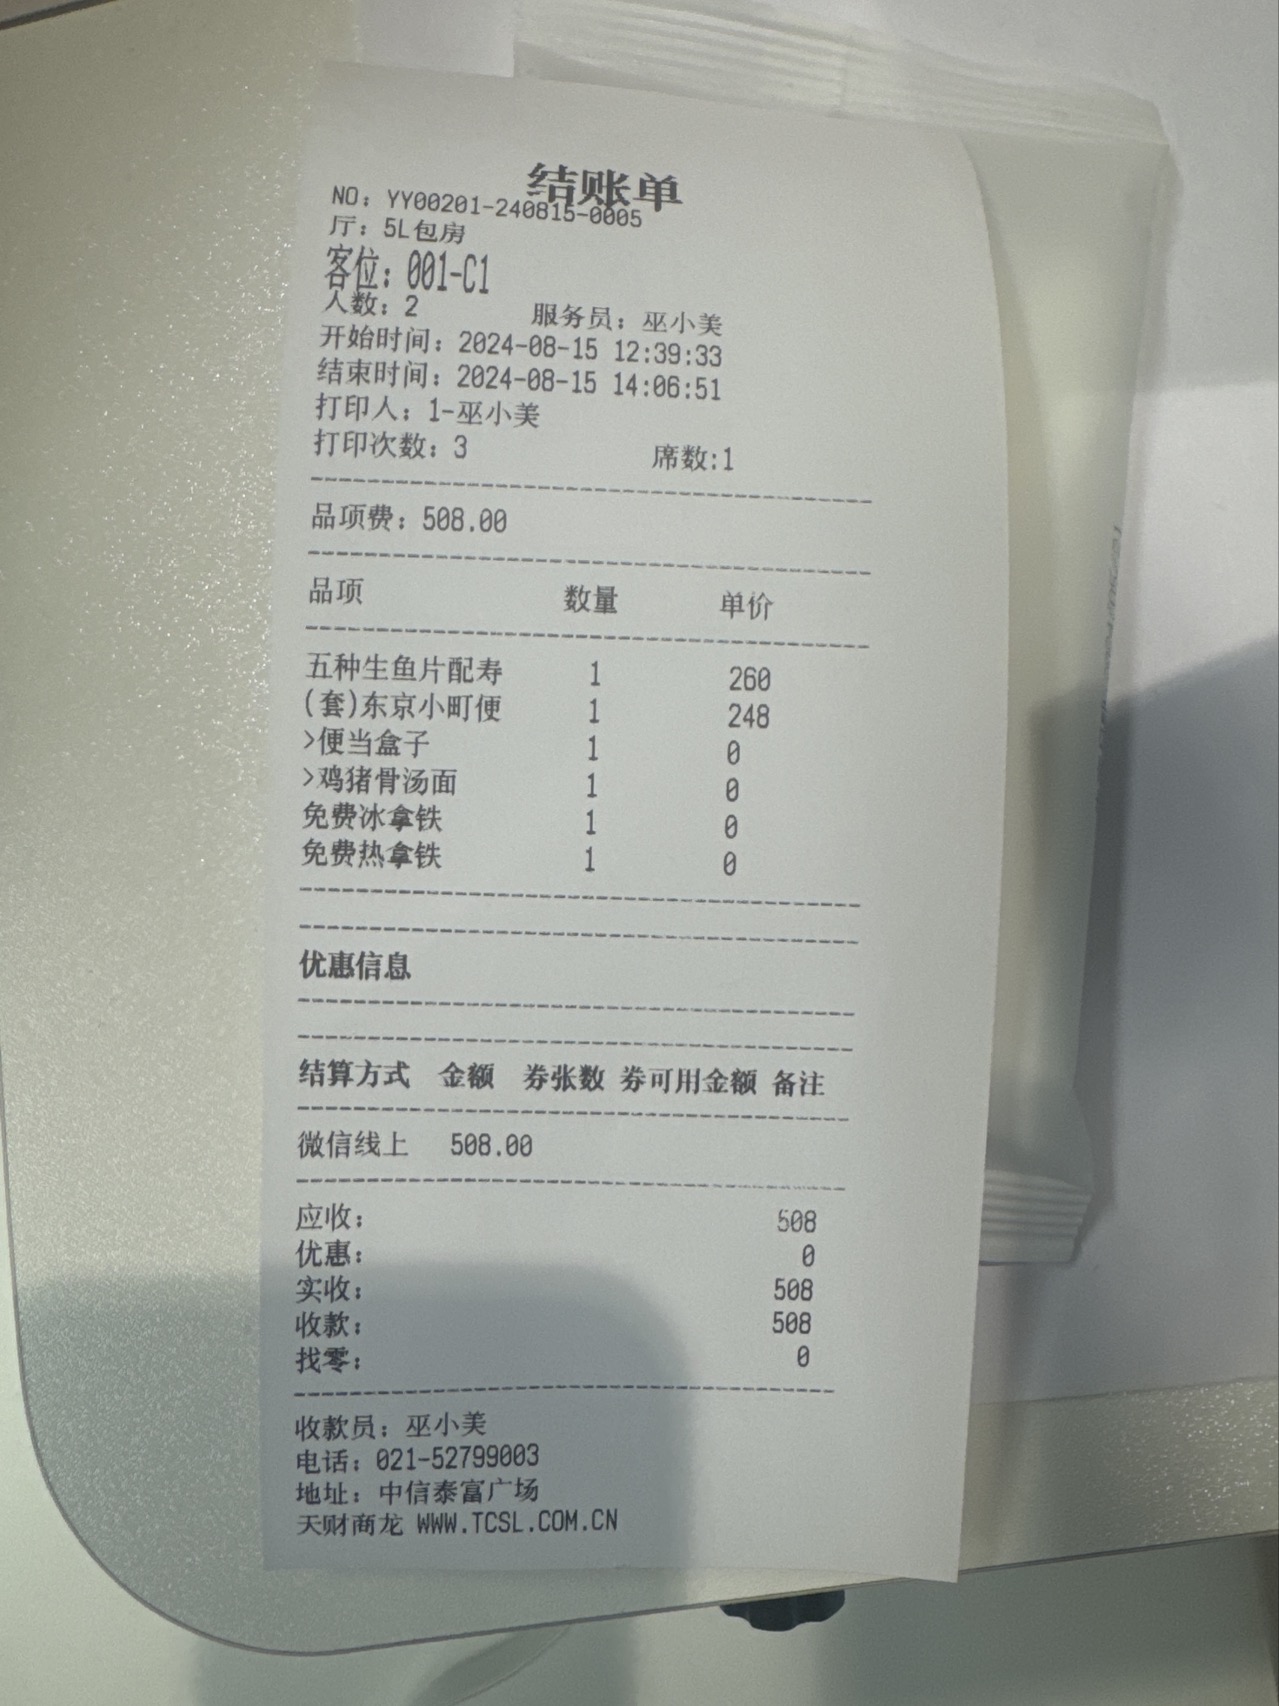 结账单
NO: YY00201-240815-0005
厅: 5L包房
客位: 001-C1
人数: 2 服务员: 巫小美
开始时间: 2024-08-15 12:39:33
结束时间: 2024-08-15 14:06:51
打印人: 1-巫小美
打印次数: 3 席数:1
品项费: 508.00
品项 数量 单价
五种生鱼片配寿 1 260
(套)东京小町便 1 248
>便当盒子 1 0
>鸡猪骨汤面 1 0
免费冰拿铁 1 0
免费热拿铁 1 0
优惠信息
结算方式 金额 券张数 券可用金额 备注
微信线上 508.00
应收: 508
优惠: 0
实收: 508
收款: 508
找零: 0
收款员: 巫小美
电话: 021-52799003
地址: 中信泰富广场
天财商龙 WWW.TCSL.COM.CN